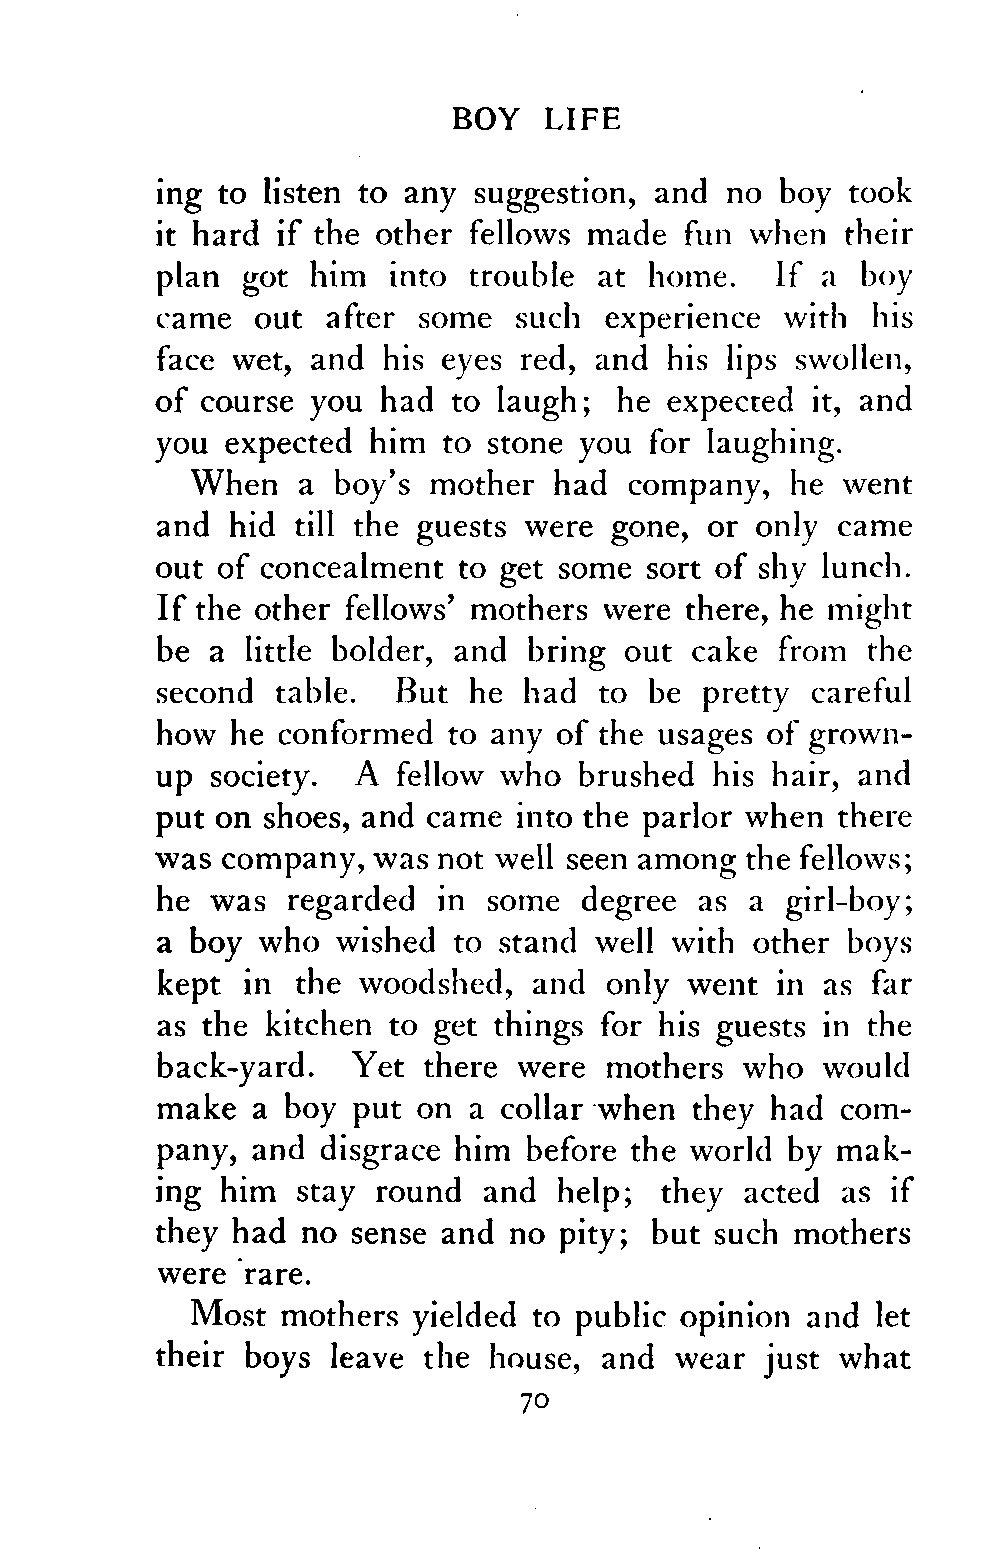 BOY LIFE
ing to listen to any suggestion, and no boy took
it hard if the other fellows made fun when their
plan got him into trouble at home. If a boy
came out after some such experience with his
face wet, and his eyes red, and his lips swollen,
of course you had to laugh; he expected it, and
you expected him to stone you for laughing.
When a boy's mother had company, he went
and hid till the guests were gone, or only came
out of concealment to get some sort of shy lunch.
If the other fellows' mothers were there, he might
be a little bolder, and bring out cake from the
second table. But he had to be pretty careful
how he conformed to any of the usages of grown-
up society. A fellow who brushed his hair, and
put on shoes, and came into the parlor when there
was company, was not well seen among the fellows;
he was regarded in some degree as a girl-boy;
a boy who wished to stand well with other boys
kept in the woodshed, and only went in as far
as the kitchen to get things for his guests in the
back-yard. Yet there were mothers who would
make a boy put on a collar when they had com-
pany, and disgrace him before the world by mak-
ing him stay round and help; they acted as if
they had no sense and no pity; but such mothers
were rare.
Most mothers yielded to public opinion and let
their boys leave the house, and wear just what
70